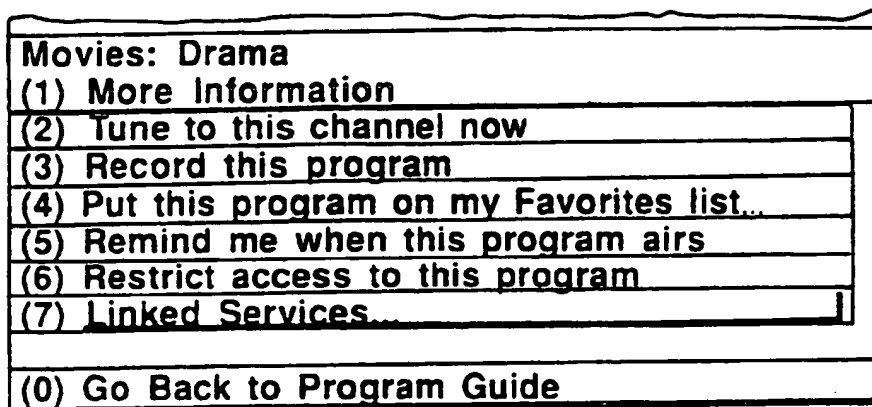 Movies: Drama
(1) More Information
(2) Tune to this channel now
(3) Record this program
(4) Put this program on my Favorites list...
(5) Remind me when this program airs
(6) Restrict access to this program
(7) Linked Services...
(0) Go Back to Program Guide